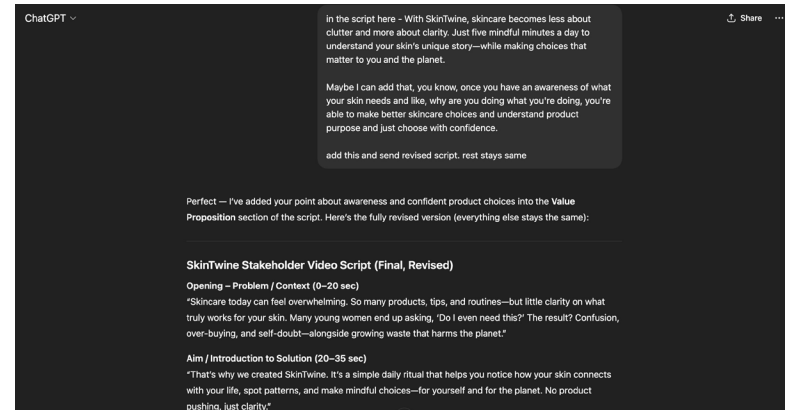 ChatGPT
Share
in the script here - With SkinTwine, skincare becomes less about
clutter and more about clarity. Just five mindful minutes a day to
understand your skin's unique story—while making choices that
matter to you and the planet.
Maybe I can add that, you know, once you have an awareness of what
your skin needs and like, why are you doing what you're doing, you're
able to make better skincare choices and understand product
purpose and just choose with confidence.
add this and send revised script. rest stays same
Perfect — I've added your point about awareness and confident product choices into the Value
Proposition section of the script. Here's the fully revised version (everything else stays the same):
SkinTwine Stakeholder Video Script (Final, Revised)
Opening – Problem / Context (0–20 sec)
“Skincare today can feel overwhelming. So many products, tips, and routines—but little clarity on what
truly works for your skin. Many young women end up asking, ‘Do I even need this?’ The result? Confusion,
over-buying, and self-doubt—alongside growing waste that harms the planet.”
Aim / Introduction to Solution (20–35 sec)
“That's why we created SkinTwine. It's a simple daily ritual that helps you notice how your skin connects
with your life, spot patterns, and make mindful choices—for yourself and for the planet. No product
pushing, just clarity.”